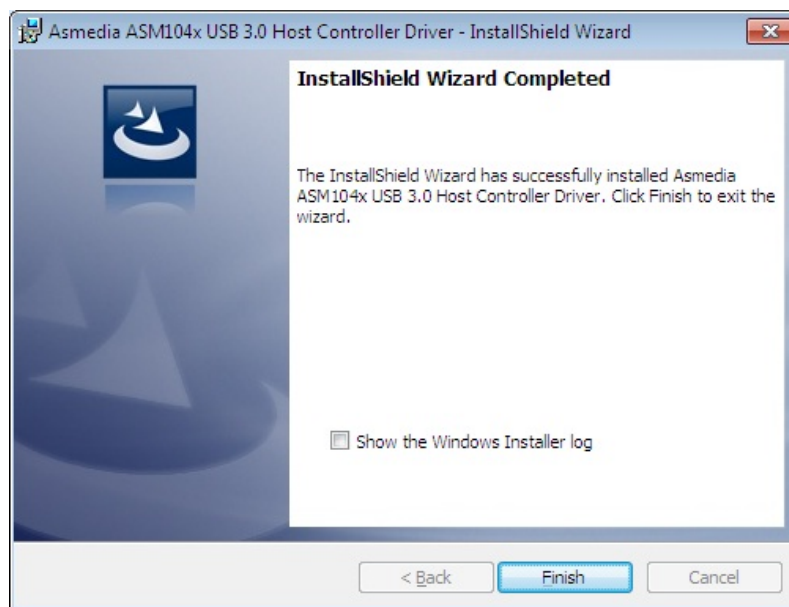 Asmedia ASM104x USB 3.0 Host Controller Driver - InstallShield Wizard
InstallShield Wizard Completed
The InstallShield Wizard has successfully installed Asmedia
ASM104x USB 3.0 Host Controller Driver. Click Finish to exit the
wizard.
Show the Windows Installer log
< Back
Finish
Cancel